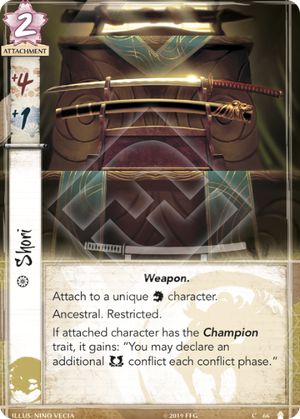 2
ATTACHMENT
+4
+1
Shori
Weapon.
Attach to a unique character.
Ancestral. Restricted.
If attached character has the Champion
trait, it gains: “You may declare an
additional conflict each conflict phase.”
ILLUS: NINO VECIA
©2019 FFG
C 66